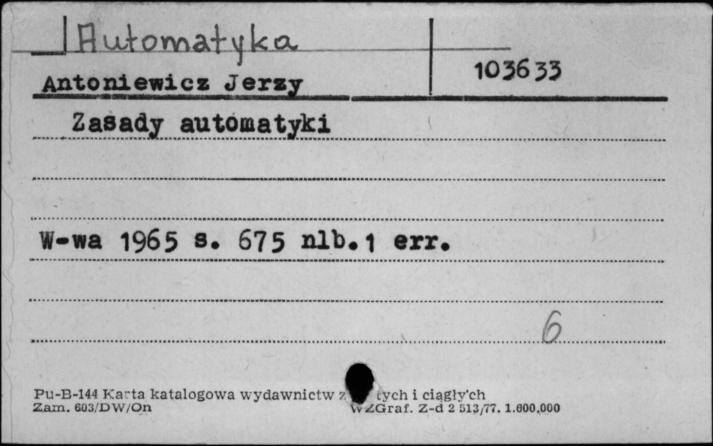 Automatyka
Antoniewicz Jerzy 103633
Zasady automatyki
W-wa 1965 s. 675 nlb.1 err.
6
Pu-B-144 Karta katalogowa wydawnictw z tych i ciągłych
Zam. 603/DW/On WZGraf. Z-d 2 513/77. 1.600,000